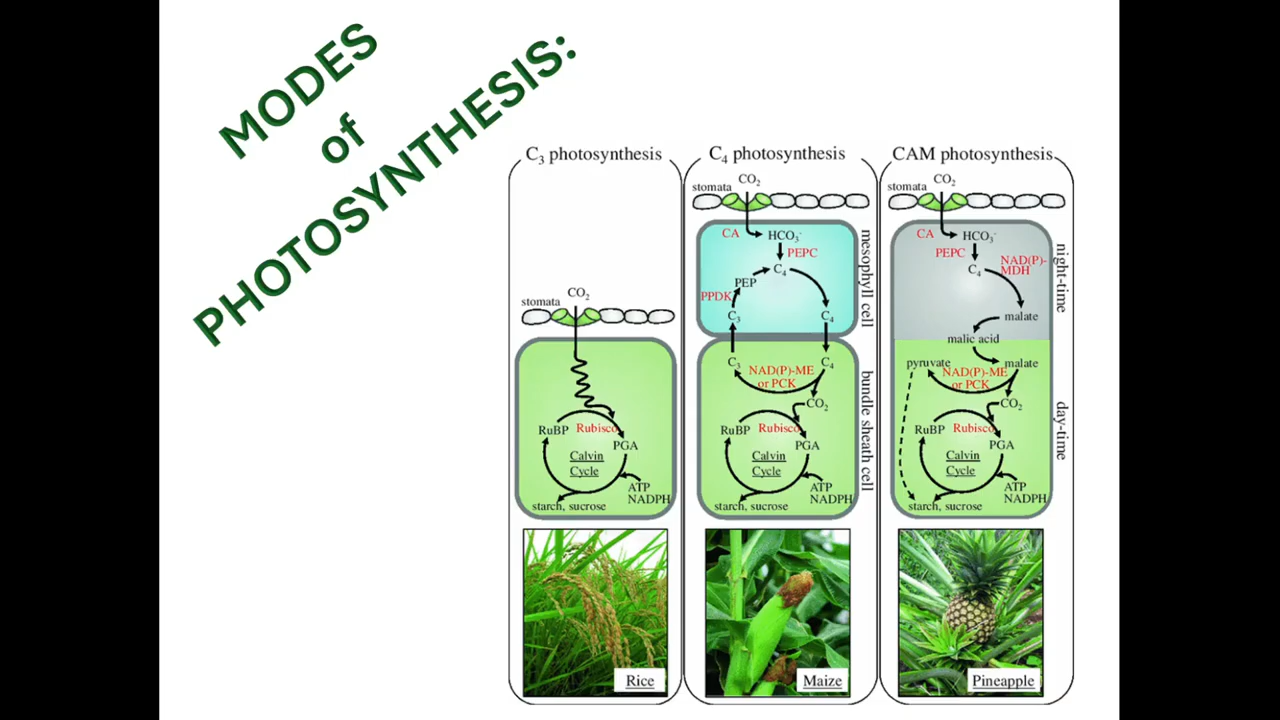 MODES
of
PHOTOSYNTHESIS:
C₃ photosynthesis
CO₂
stomata
RuBP
Rubisco
PGA
Calvin
Cycle
ATP
NADPH
starch, sucrose
Rice
C₄ photosynthesis
CO₂
stomata
CA
HCO₃⁻
PEPC
C₄
PEP
PPDK
C₃
C₄
mesophyll cell
C₃
C₄
NAD(P)-ME
or PCK
CO₂
RuBP
Rubisco
PGA
Calvin
Cycle
ATP
NADPH
starch, sucrose
bundle sheath cell
Maize
CAM photosynthesis
CO₂
stomata
CA
HCO₃⁻
PEPC
C₄
NAD(P)-
MDH
malate
malic acid
night-time
pyruvate
malate
NAD(P)-ME
or PCK
CO₂
RuBP
Rubisco
PGA
Calvin
Cycle
ATP
NADPH
starch, sucrose
day-time
Pineapple